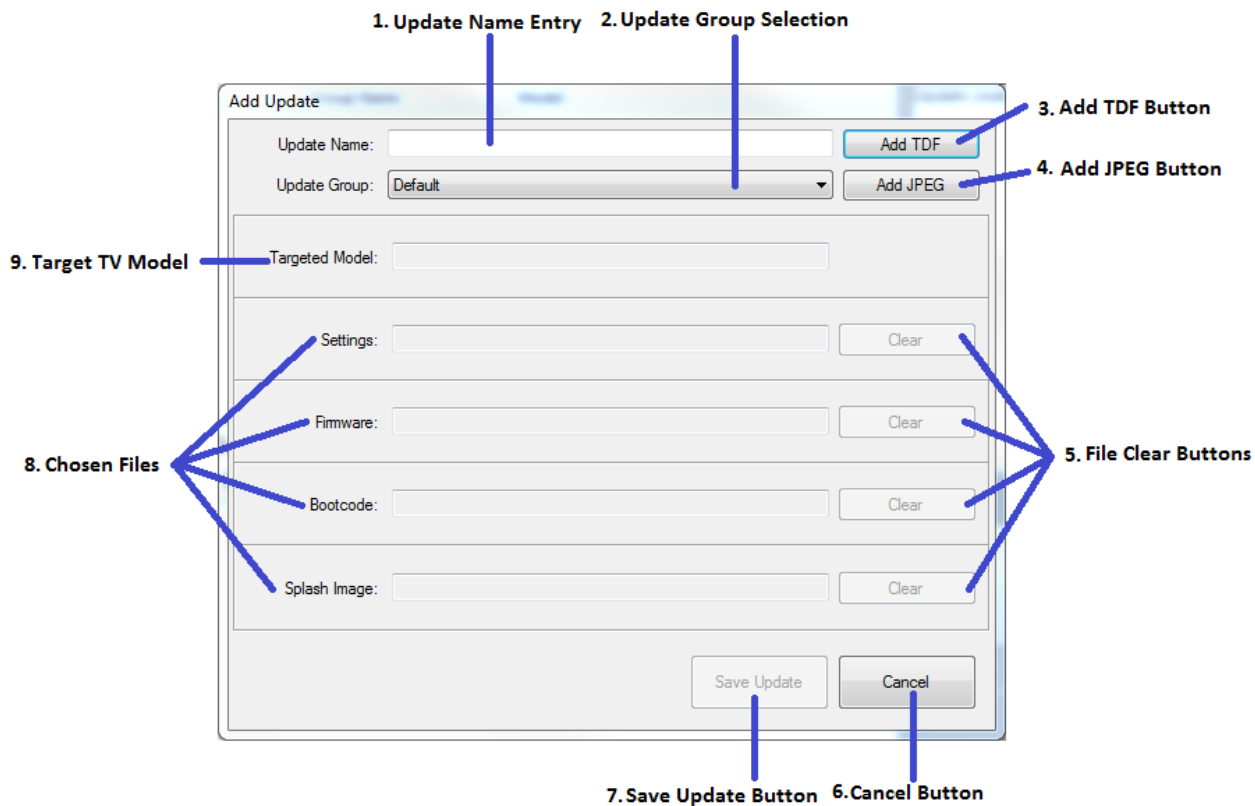 1. Update Name Entry
2. Update Group Selection
Add Update
3. Add TDF Button
Update Name:
Add TDF
4. Add JPEG Button
Update Group:
Default
Add JPEG
9. Target TV Model
Targeted Model:
Settings:
Clear
Firmware:
Clear
8. Chosen Files
5. File Clear Buttons
Bootcode:
Clear
Splash Image:
Clear
Save Update
Cancel
7. Save Update Button
6. Cancel Button